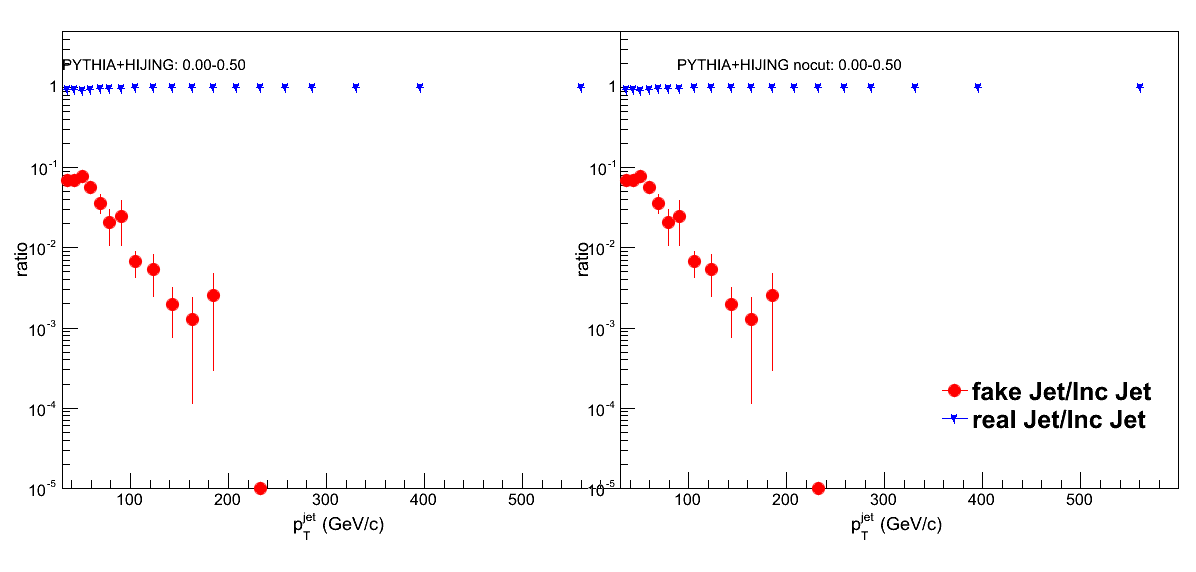 PYTHIA+HIJING: 0.00-0.50
PYTHIA+HIJING nocut: 0.00-0.50
1
10^-1
10^-2
10^-3
10^-4
10^-5
ratio
100 200 300 400 500
p_T^jet (GeV/c)
1
10^-1
10^-2
10^-3
10^-4
10^-5
ratio
fake Jet/Inc Jet
real Jet/Inc Jet
100 200 300 400 500
p_T^jet (GeV/c)